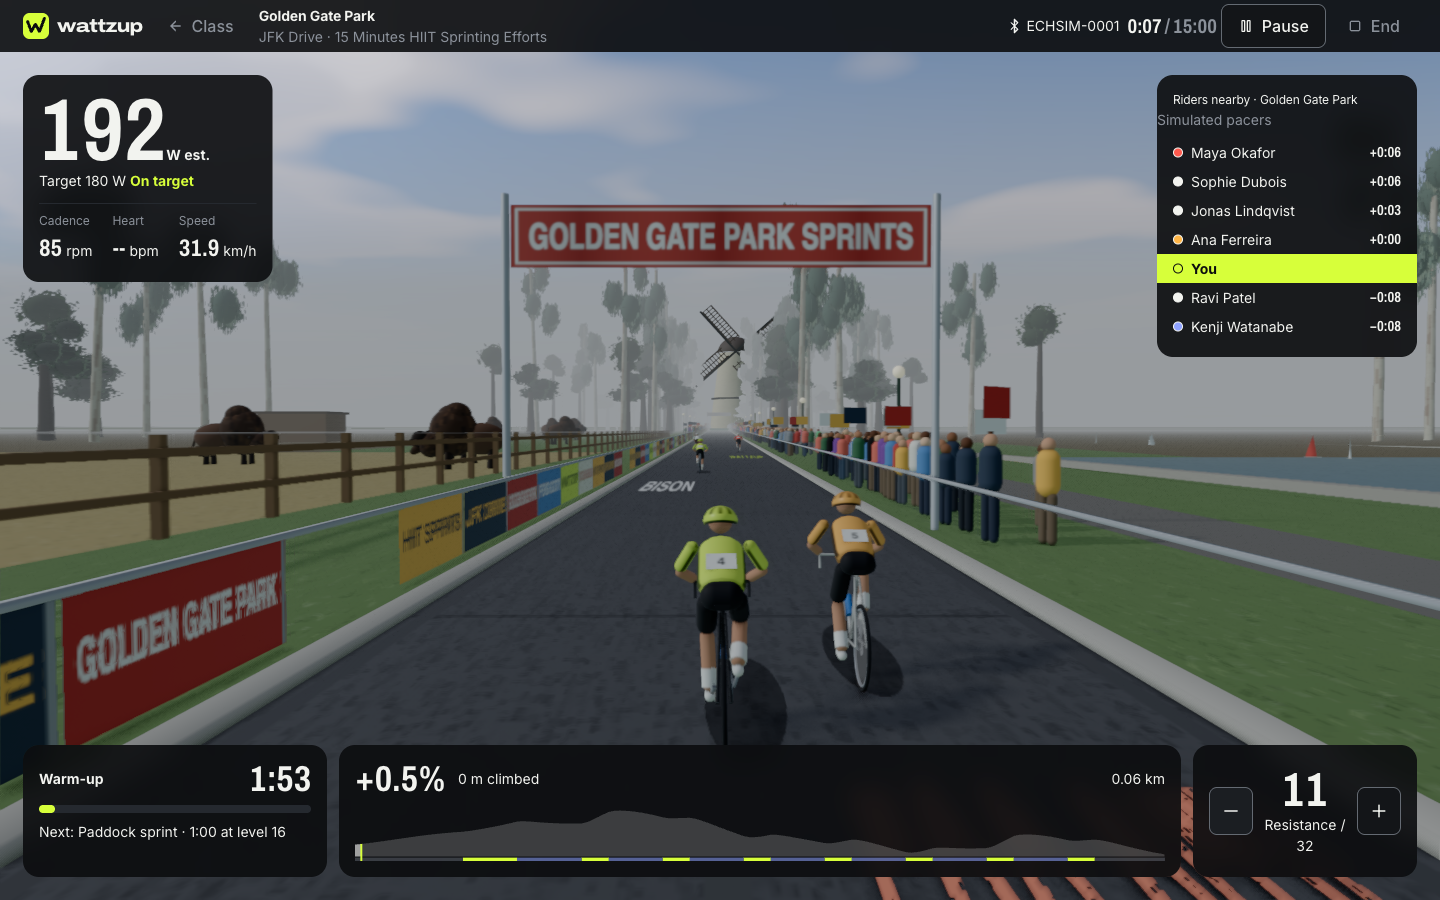 wattzup
Class
Golden Gate Park
JFK Drive · 15 Minutes HIIT Sprinting Efforts
ECHSIM-0001 0:07 / 15:00
Pause
End
192 W est.
Target 180 W On target
Cadence Heart Speed
85 rpm -- bpm 31.9 km/h
Riders nearby · Golden Gate Park
Simulated pacers
Maya Okafor +0:06
Sophie Dubois +0:06
Jonas Lindqvist +0:03
Ana Ferreira +0:00
You
Ravi Patel −0:08
Kenji Watanabe −0:08
GOLDEN GATE PARK SPRINTS
BISON
HIIT SPRINTS
GOLDEN GATE PARK
E
4
5
Warm-up 1:53
Next: Paddock sprint · 1:00 at level 16
+0.5% 0 m climbed 0.06 km
− 11 +
Resistance /
32